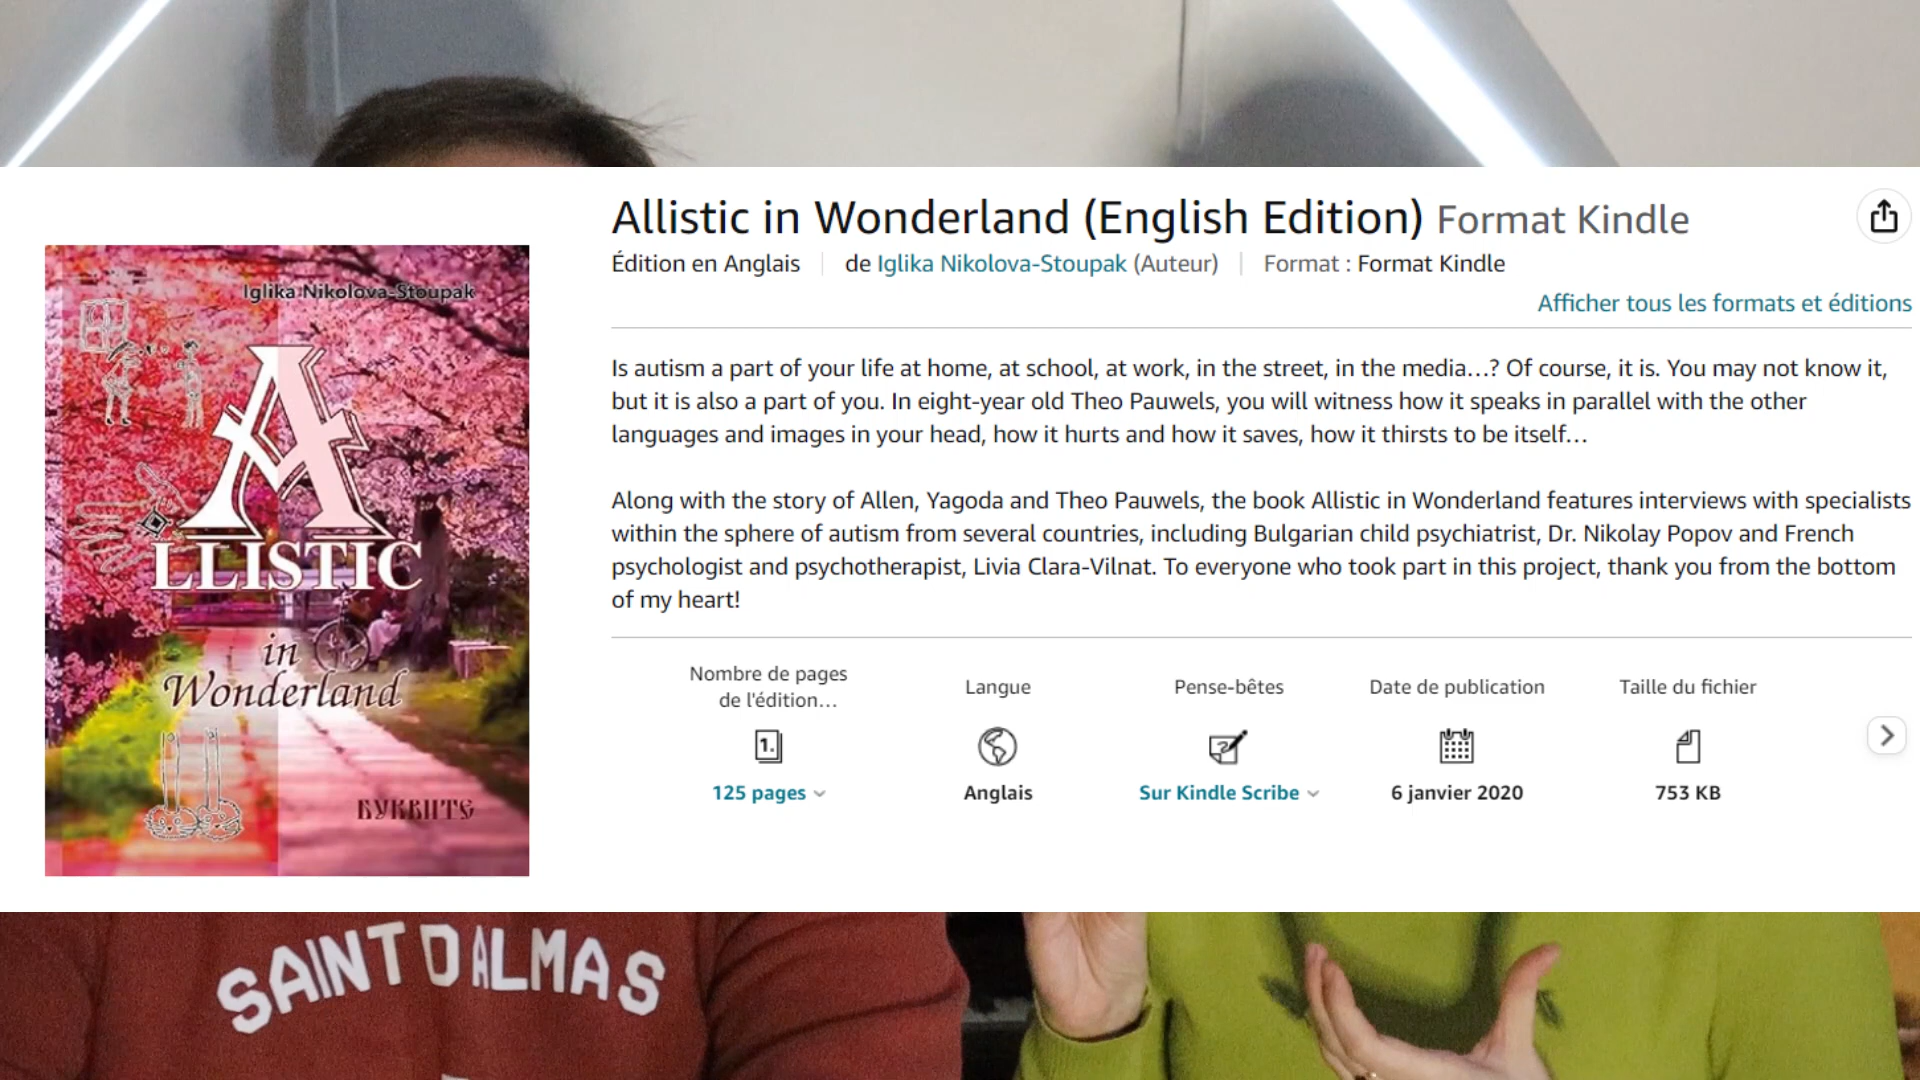 Allistic in Wonderland (English Edition) Format Kindle
Édition en Anglais | de Iglika Nikolova-Stoupak (Auteur) | Format : Format Kindle
Afficher tous les formats et éditions
Iglika Nikolova-Stoupak
ALLISTIC
in
Wonderland
БУКВИТЕ
Is autism a part of your life at home, at school, at work, in the street, in the media…? Of course, it is. You may not know it,
but it is also a part of you. In eight-year old Theo Pauwels, you will witness how it speaks in parallel with the other
languages and images in your head, how it hurts and how it saves, how it thirsts to be itself…
Along with the story of Allen, Yagoda and Theo Pauwels, the book Allistic in Wonderland features interviews with specialists
within the sphere of autism from several countries, including Bulgarian child psychiatrist, Dr. Nikolay Popov and French
psychologist and psychotherapist, Livia Clara-Vilnat. To everyone who took part in this project, thank you from the bottom
of my heart!
Nombre de pages
de l'édition…
1.
125 pages
Langue
Anglais
Pense-bêtes
Sur Kindle Scribe
Date de publication
6 janvier 2020
Taille du fichier
753 KB
SAINT DALMAS